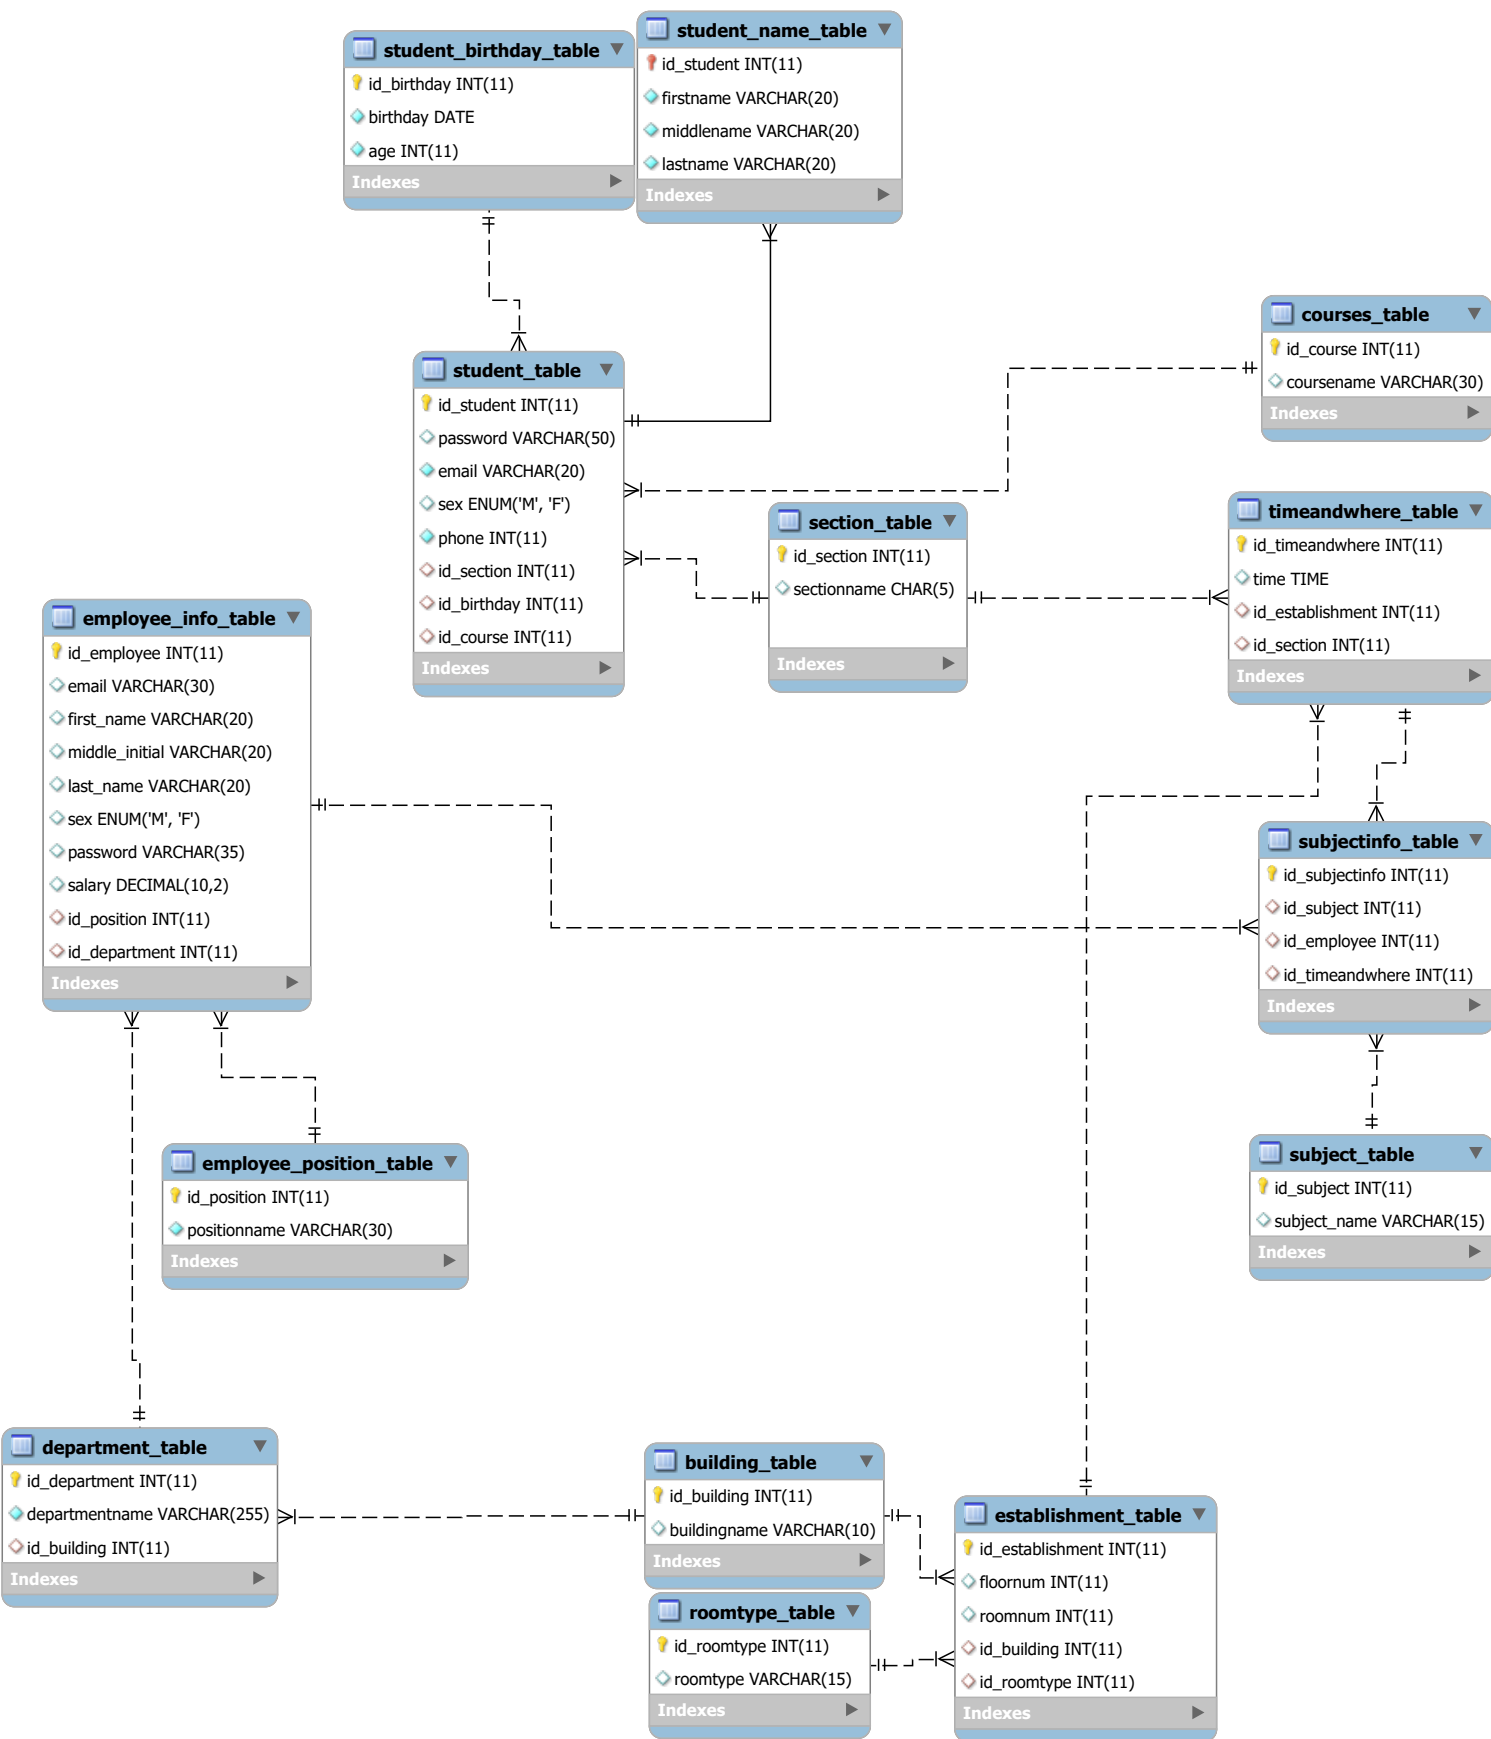 student_birthday_table
id_birthday INT(11)
birthday DATE
age INT(11)
Indexes
student_name_table
id_student INT(11)
firstname VARCHAR(20)
middlename VARCHAR(20)
lastname VARCHAR(20)
Indexes
student_table
id_student INT(11)
password VARCHAR(50)
email VARCHAR(20)
sex ENUM('M', 'F')
phone INT(11)
id_section INT(11)
id_birthday INT(11)
id_course INT(11)
Indexes
courses_table
id_course INT(11)
coursename VARCHAR(30)
Indexes
section_table
id_section INT(11)
sectionname CHAR(5)
Indexes
timeandwhere_table
id_timeandwhere INT(11)
time TIME
id_establishment INT(11)
id_section INT(11)
Indexes
employee_info_table
id_employee INT(11)
email VARCHAR(30)
first_name VARCHAR(20)
middle_initial VARCHAR(20)
last_name VARCHAR(20)
sex ENUM('M', 'F')
password VARCHAR(35)
salary DECIMAL(10,2)
id_position INT(11)
id_department INT(11)
Indexes
subjectinfo_table
id_subjectinfo INT(11)
id_subject INT(11)
id_employee INT(11)
id_timeandwhere INT(11)
Indexes
employee_position_table
id_position INT(11)
positionname VARCHAR(30)
Indexes
subject_table
id_subject INT(11)
subject_name VARCHAR(15)
Indexes
department_table
id_department INT(11)
departmentname VARCHAR(255)
id_building INT(11)
Indexes
building_table
id_building INT(11)
buildingname VARCHAR(10)
Indexes
roomtype_table
id_roomtype INT(11)
roomtype VARCHAR(15)
Indexes
establishment_table
id_establishment INT(11)
floornum INT(11)
roomnum INT(11)
id_building INT(11)
id_roomtype INT(11)
Indexes